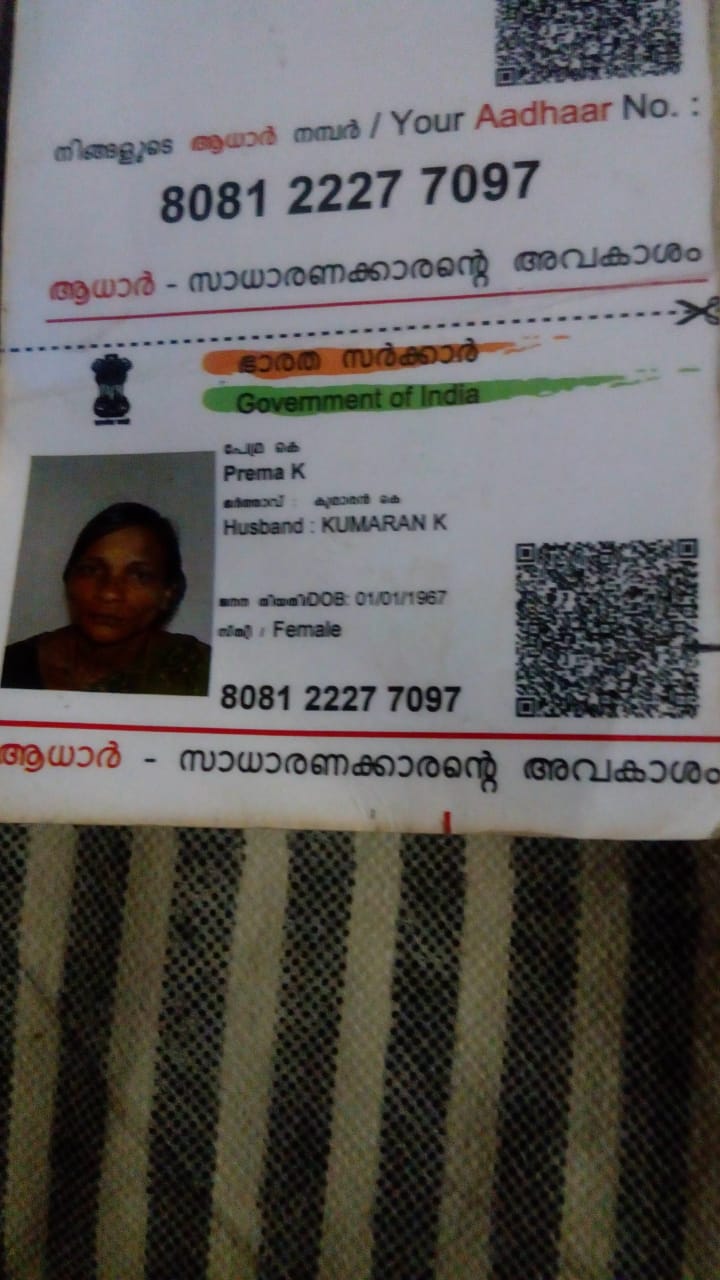 നിങ്ങളുടെ ആധാർ നമ്പർ / Your Aadhaar No. :
8081 2227 7097
ആധാർ - സാധാരണക്കാരന്റെ അവകാശം
ഭാരത സർക്കാർ
Government of India
പ്രേമ കെ
Prema K
ഭർത്താവ് : കുമാരൻ കെ
Husband : KUMARAN K
ജനന തിയതി/DOB: 01/01/1967
സ്ത്രീ / Female
8081 2227 7097
ആധാർ - സാധാരണക്കാരന്റെ അവകാശം